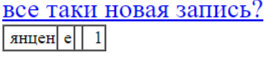 все таки новая запись?
янцен е 1